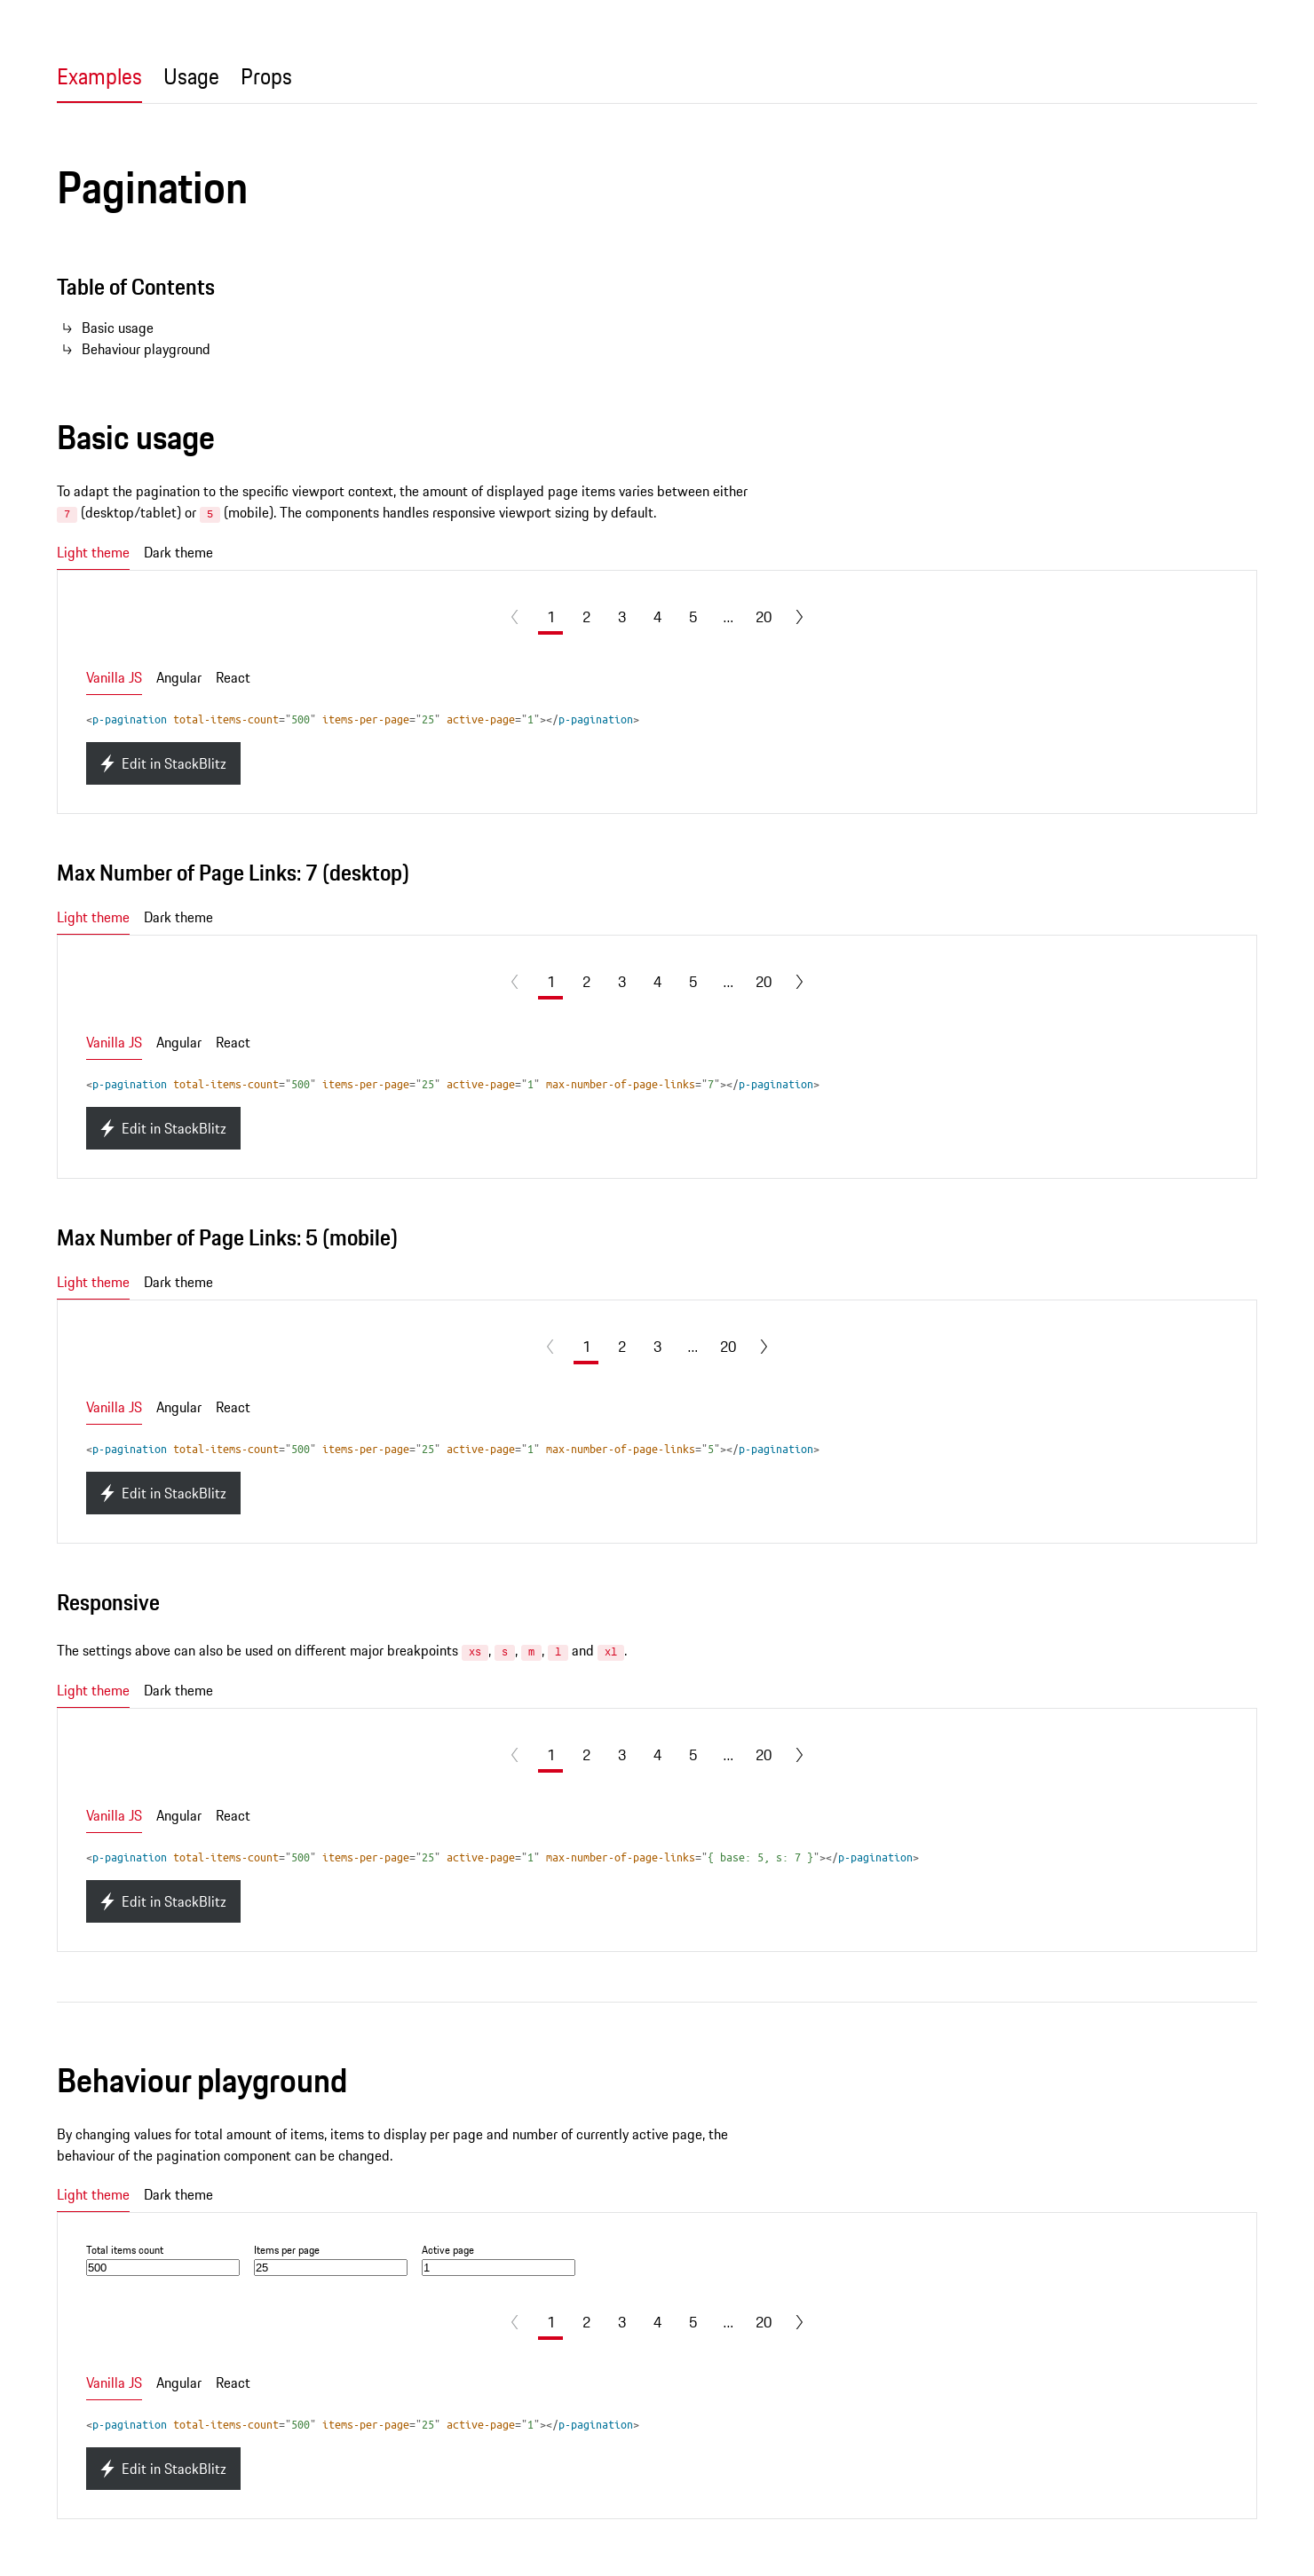 Examples Usage Props
Pagination
Table of Contents
Basic usage
Behaviour playground
Basic usage
To adapt the pagination to the specific viewport context, the amount of displayed page items varies between either
7 (desktop/tablet) or 5 (mobile). The components handles responsive viewport sizing by default.
Light theme Dark theme
1 2 3 4 5 ... 20
Vanilla JS Angular React
<p-pagination total-items-count="500" items-per-page="25" active-page="1"></p-pagination>
Edit in StackBlitz
Max Number of Page Links: 7 (desktop)
Light theme Dark theme
1 2 3 4 5 ... 20
Vanilla JS Angular React
<p-pagination total-items-count="500" items-per-page="25" active-page="1" max-number-of-page-links="7"></p-pagination>
Edit in StackBlitz
Max Number of Page Links: 5 (mobile)
Light theme Dark theme
1 2 3 ... 20
Vanilla JS Angular React
<p-pagination total-items-count="500" items-per-page="25" active-page="1" max-number-of-page-links="5"></p-pagination>
Edit in StackBlitz
Responsive
The settings above can also be used on different major breakpoints xs, s, m, l and xl.
Light theme Dark theme
1 2 3 4 5 ... 20
Vanilla JS Angular React
<p-pagination total-items-count="500" items-per-page="25" active-page="1" max-number-of-page-links="{ base: 5, s: 7 }"></p-pagination>
Edit in StackBlitz
Behaviour playground
By changing values for total amount of items, items to display per page and number of currently active page, the
behaviour of the pagination component can be changed.
Light theme Dark theme
Total items count Items per page Active page
500 25 1
1 2 3 4 5 ... 20
Vanilla JS Angular React
<p-pagination total-items-count="500" items-per-page="25" active-page="1"></p-pagination>
Edit in StackBlitz